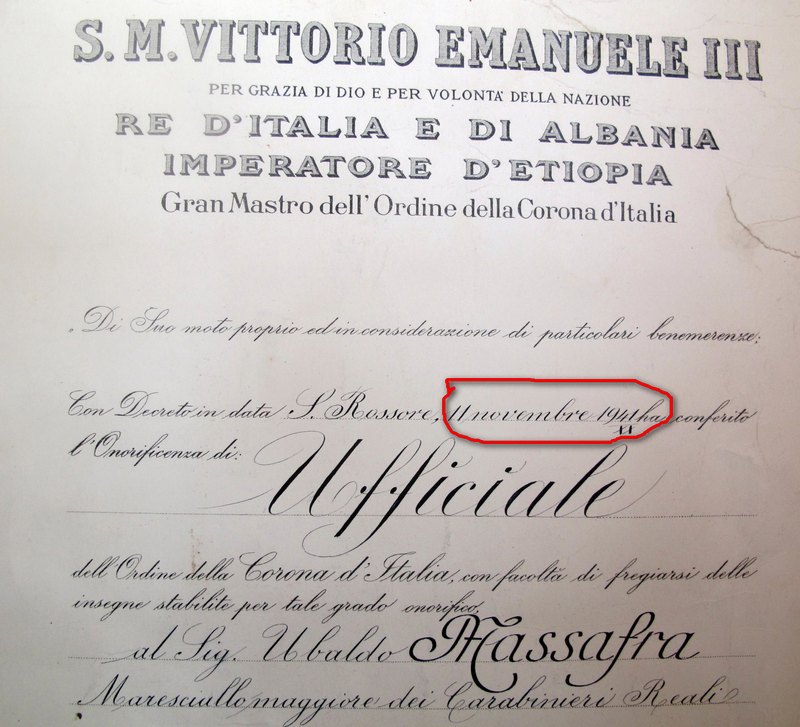 S. M. VITTORIO EMANUELE III
PER GRAZIA DI DIO E PER VOLONTÀ DELLA NAZIONE
RE D'ITALIA E DI ALBANIA
IMPERATORE D'ETIOPIA
Gran Mastro dell'Ordine della Corona d'Italia
Di Suo moto proprio ed in considerazione di particolari benemerenze;
Con Decreto in data S. Rossore, 11 novembre 1941 ha conferito
XX
l'Onorificenza di:
Ufficiale
dell'Ordine della Corona d'Italia, con facoltà di fregiarsi delle
insegne stabilite per tale grado onorifico,
al Sig. Ubaldo Massafra
Maresciallo maggiore dei Carabinieri Reali